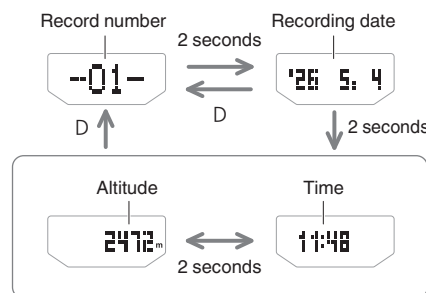 Record number
Recording date
2 seconds
--01-
'26 5. 4
D
D
2 seconds
Altitude
Time
2472m
11:48
2 seconds